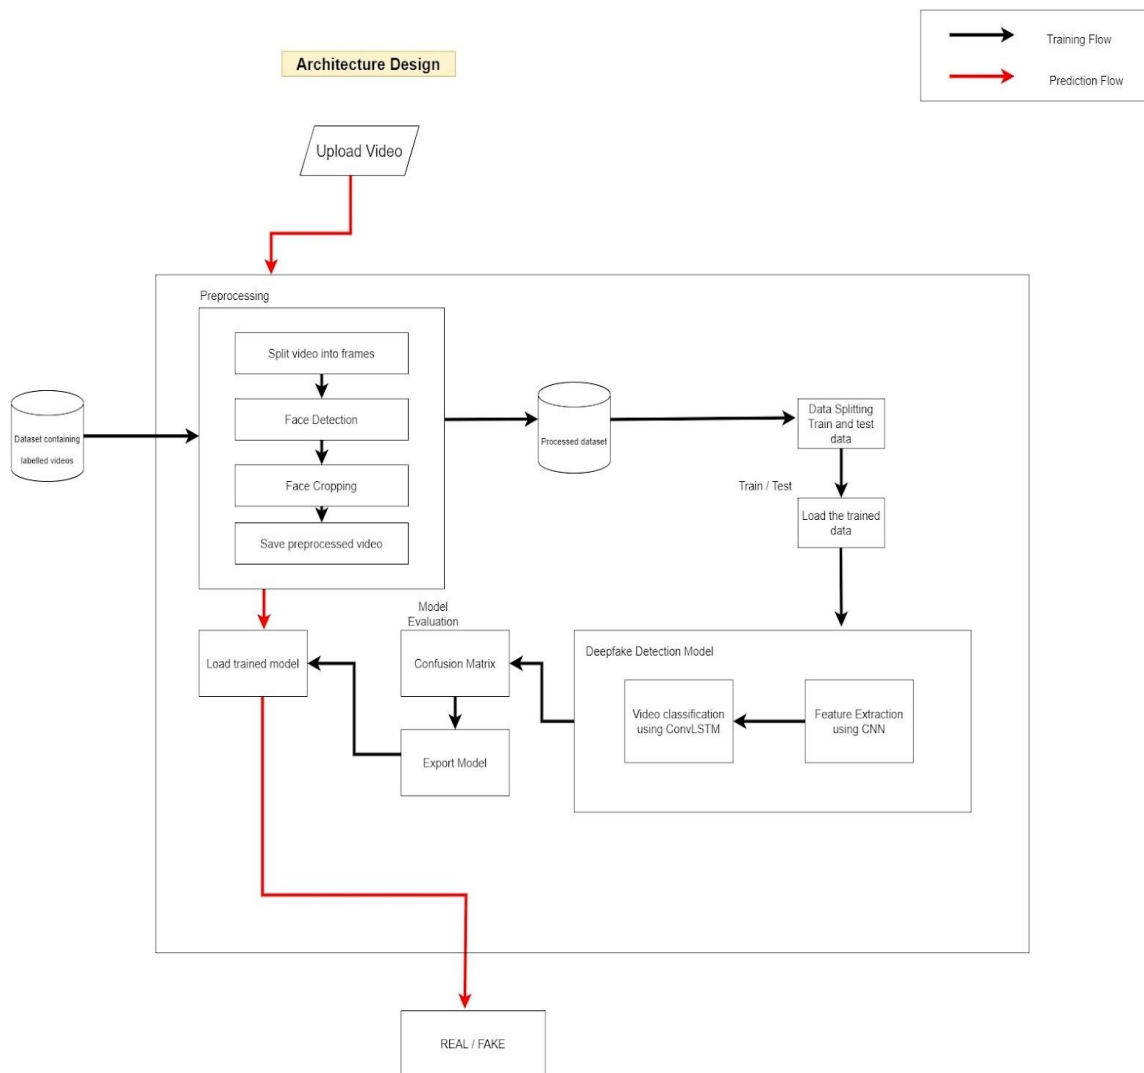 Training Flow
Architecture Design
Prediction Flow
Upload Video
Preprocessing
Split video into frames
Dataset containing
labelled videos
Face Detection
Face Cropping
Save preprocessed video
Processed dataset
Data Splitting
Train and test
data
Train / Test
Load the trained
data
Model
Evaluation
Load trained model
Confusion Matrix
Export Model
Deepfake Detection Model
Video classification
using ConvLSTM
Feature Extraction
using CNN
REAL / FAKE